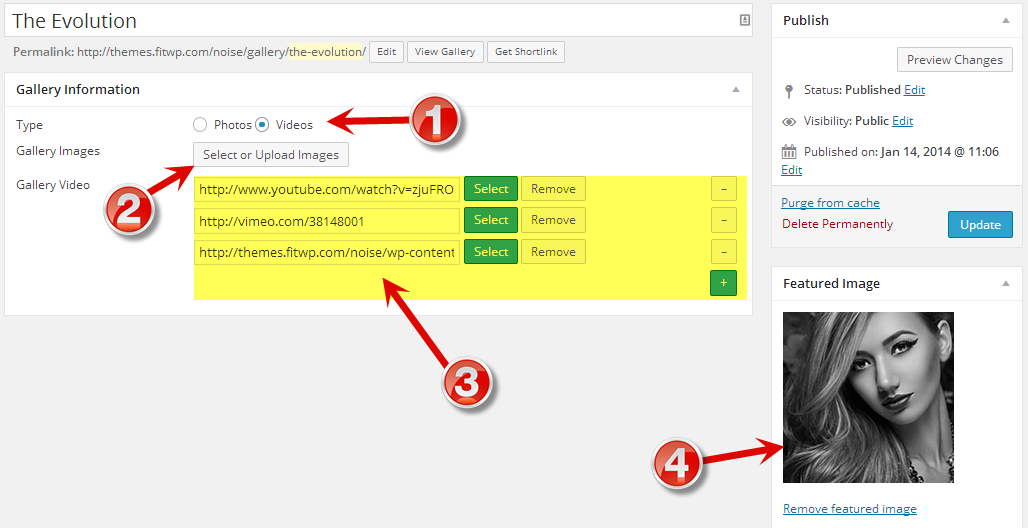 The Evolution
Permalink: http://themes.fitwp.com/noise/gallery/the-evolution/ Edit View Gallery Get Shortlink
Gallery Information
Type Photos Videos
Gallery Images Select or Upload Images
Gallery Video http://www.youtube.com/watch?v=zjuFRO Select Remove −
http://vimeo.com/38148001 Select Remove −
http://themes.fitwp.com/noise/wp-content Select Remove −
+
1
2
3
Publish
Preview Changes
Status: Published Edit
Visibility: Public Edit
Published on: Jan 14, 2014 @ 11:06
Edit
Purge from cache
Delete Permanently Update
Featured Image
4
Remove featured image